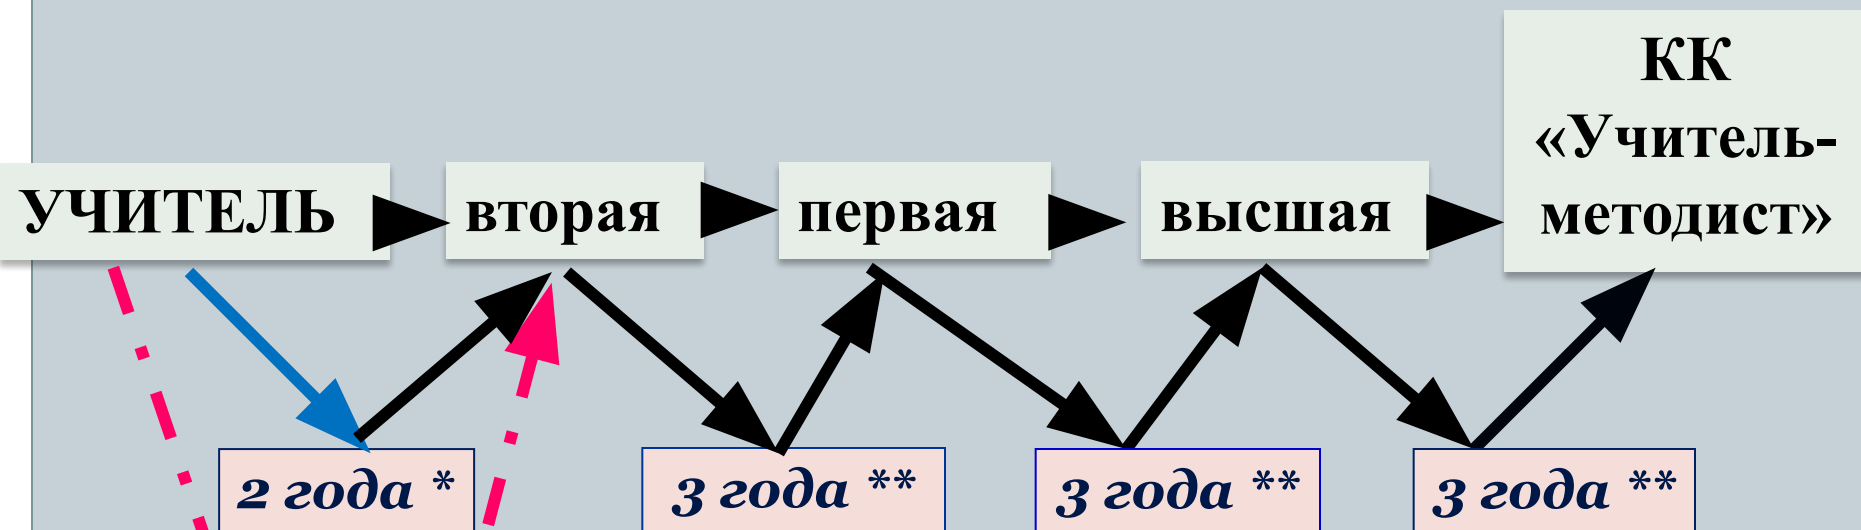 КК
«Учитель-
методист»
УЧИТЕЛЬ
вторая
первая
высшая
2 года *
3 года **
3 года **
3 года **